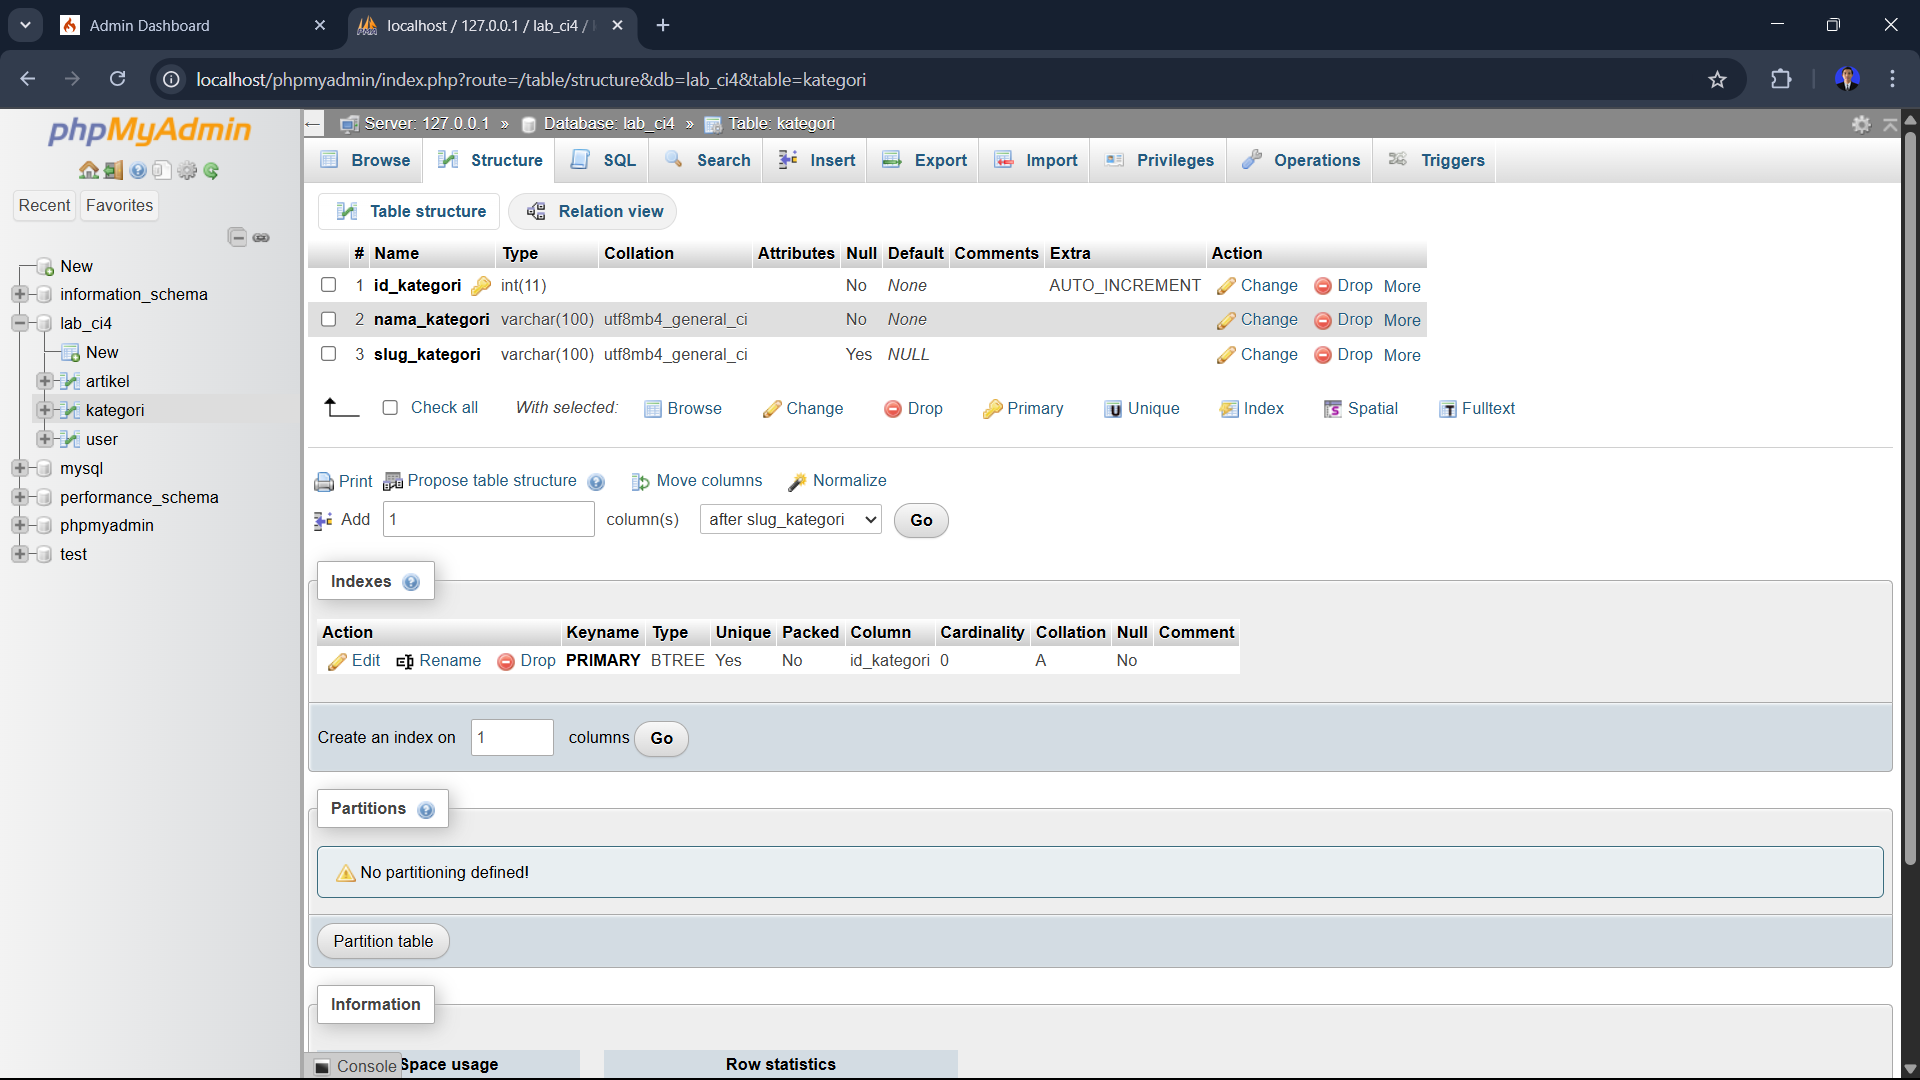 Admin Dashboard
localhost / 127.0.0.1 / lab_ci4 /
localhost/phpmyadmin/index.php?route=/table/structure&db=lab_ci4&table=kategori
phpMyAdmin
Recent
Favorites
New
information_schema
lab_ci4
New
artikel
kategori
user
mysql
performance_schema
phpmyadmin
test
Server: 127.0.0.1 » Database: lab_ci4 » Table: kategori
Browse Structure SQL Search Insert Export Import Privileges Operations Triggers
Table structure Relation view
# Name Type Collation Attributes Null Default Comments Extra Action
1 id_kategori int(11) No None AUTO_INCREMENT Change Drop More
2 nama_kategori varchar(100) utf8mb4_general_ci No None Change Drop More
3 slug_kategori varchar(100) utf8mb4_general_ci Yes NULL Change Drop More
Check all With selected: Browse Change Drop Primary Unique Index Spatial Fulltext
Print Propose table structure Move columns Normalize
Add 1 column(s) after slug_kategori Go
Indexes
Action Keyname Type Unique Packed Column Cardinality Collation Null Comment
Edit Rename Drop PRIMARY BTREE Yes No id_kategori 0 A No
Create an index on 1 columns Go
Partitions
No partitioning defined!
Partition table
Information
Console
Space usage Row statistics